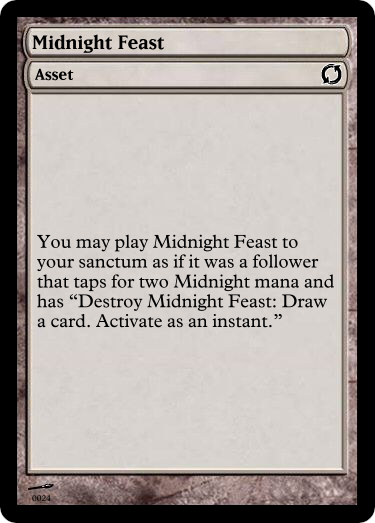 Midnight Feast
Asset
You may play Midnight Feast to
your sanctum as if it was a follower
that taps for two Midnight mana and
has “Destroy Midnight Feast: Draw
a card. Activate as an instant.”
0024